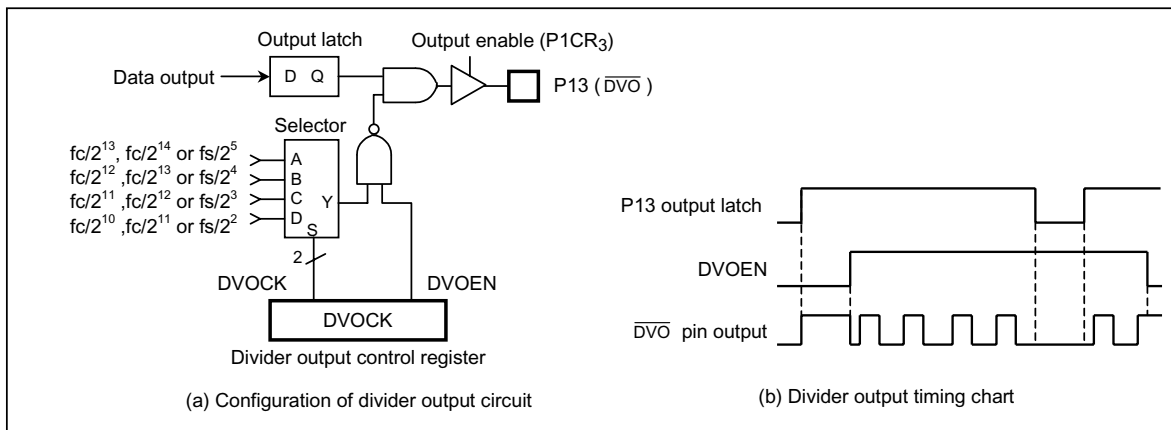 Output latch
Output enable (P1CR3)
Data output
D Q
P13 (DVO)
Selector
fc/2^13, fc/2^14 or fs/2^5
A
fc/2^12 ,fc/2^13 or fs/2^4
B
fc/2^11 ,fc/2^12 or fs/2^3
C
Y
fc/2^10 ,fc/2^11 or fs/2^2
D
S
2
DVOCK
DVOEN
DVOCK
Divider output control register
(a) Configuration of divider output circuit
P13 output latch
DVOEN
DVO pin output
(b) Divider output timing chart